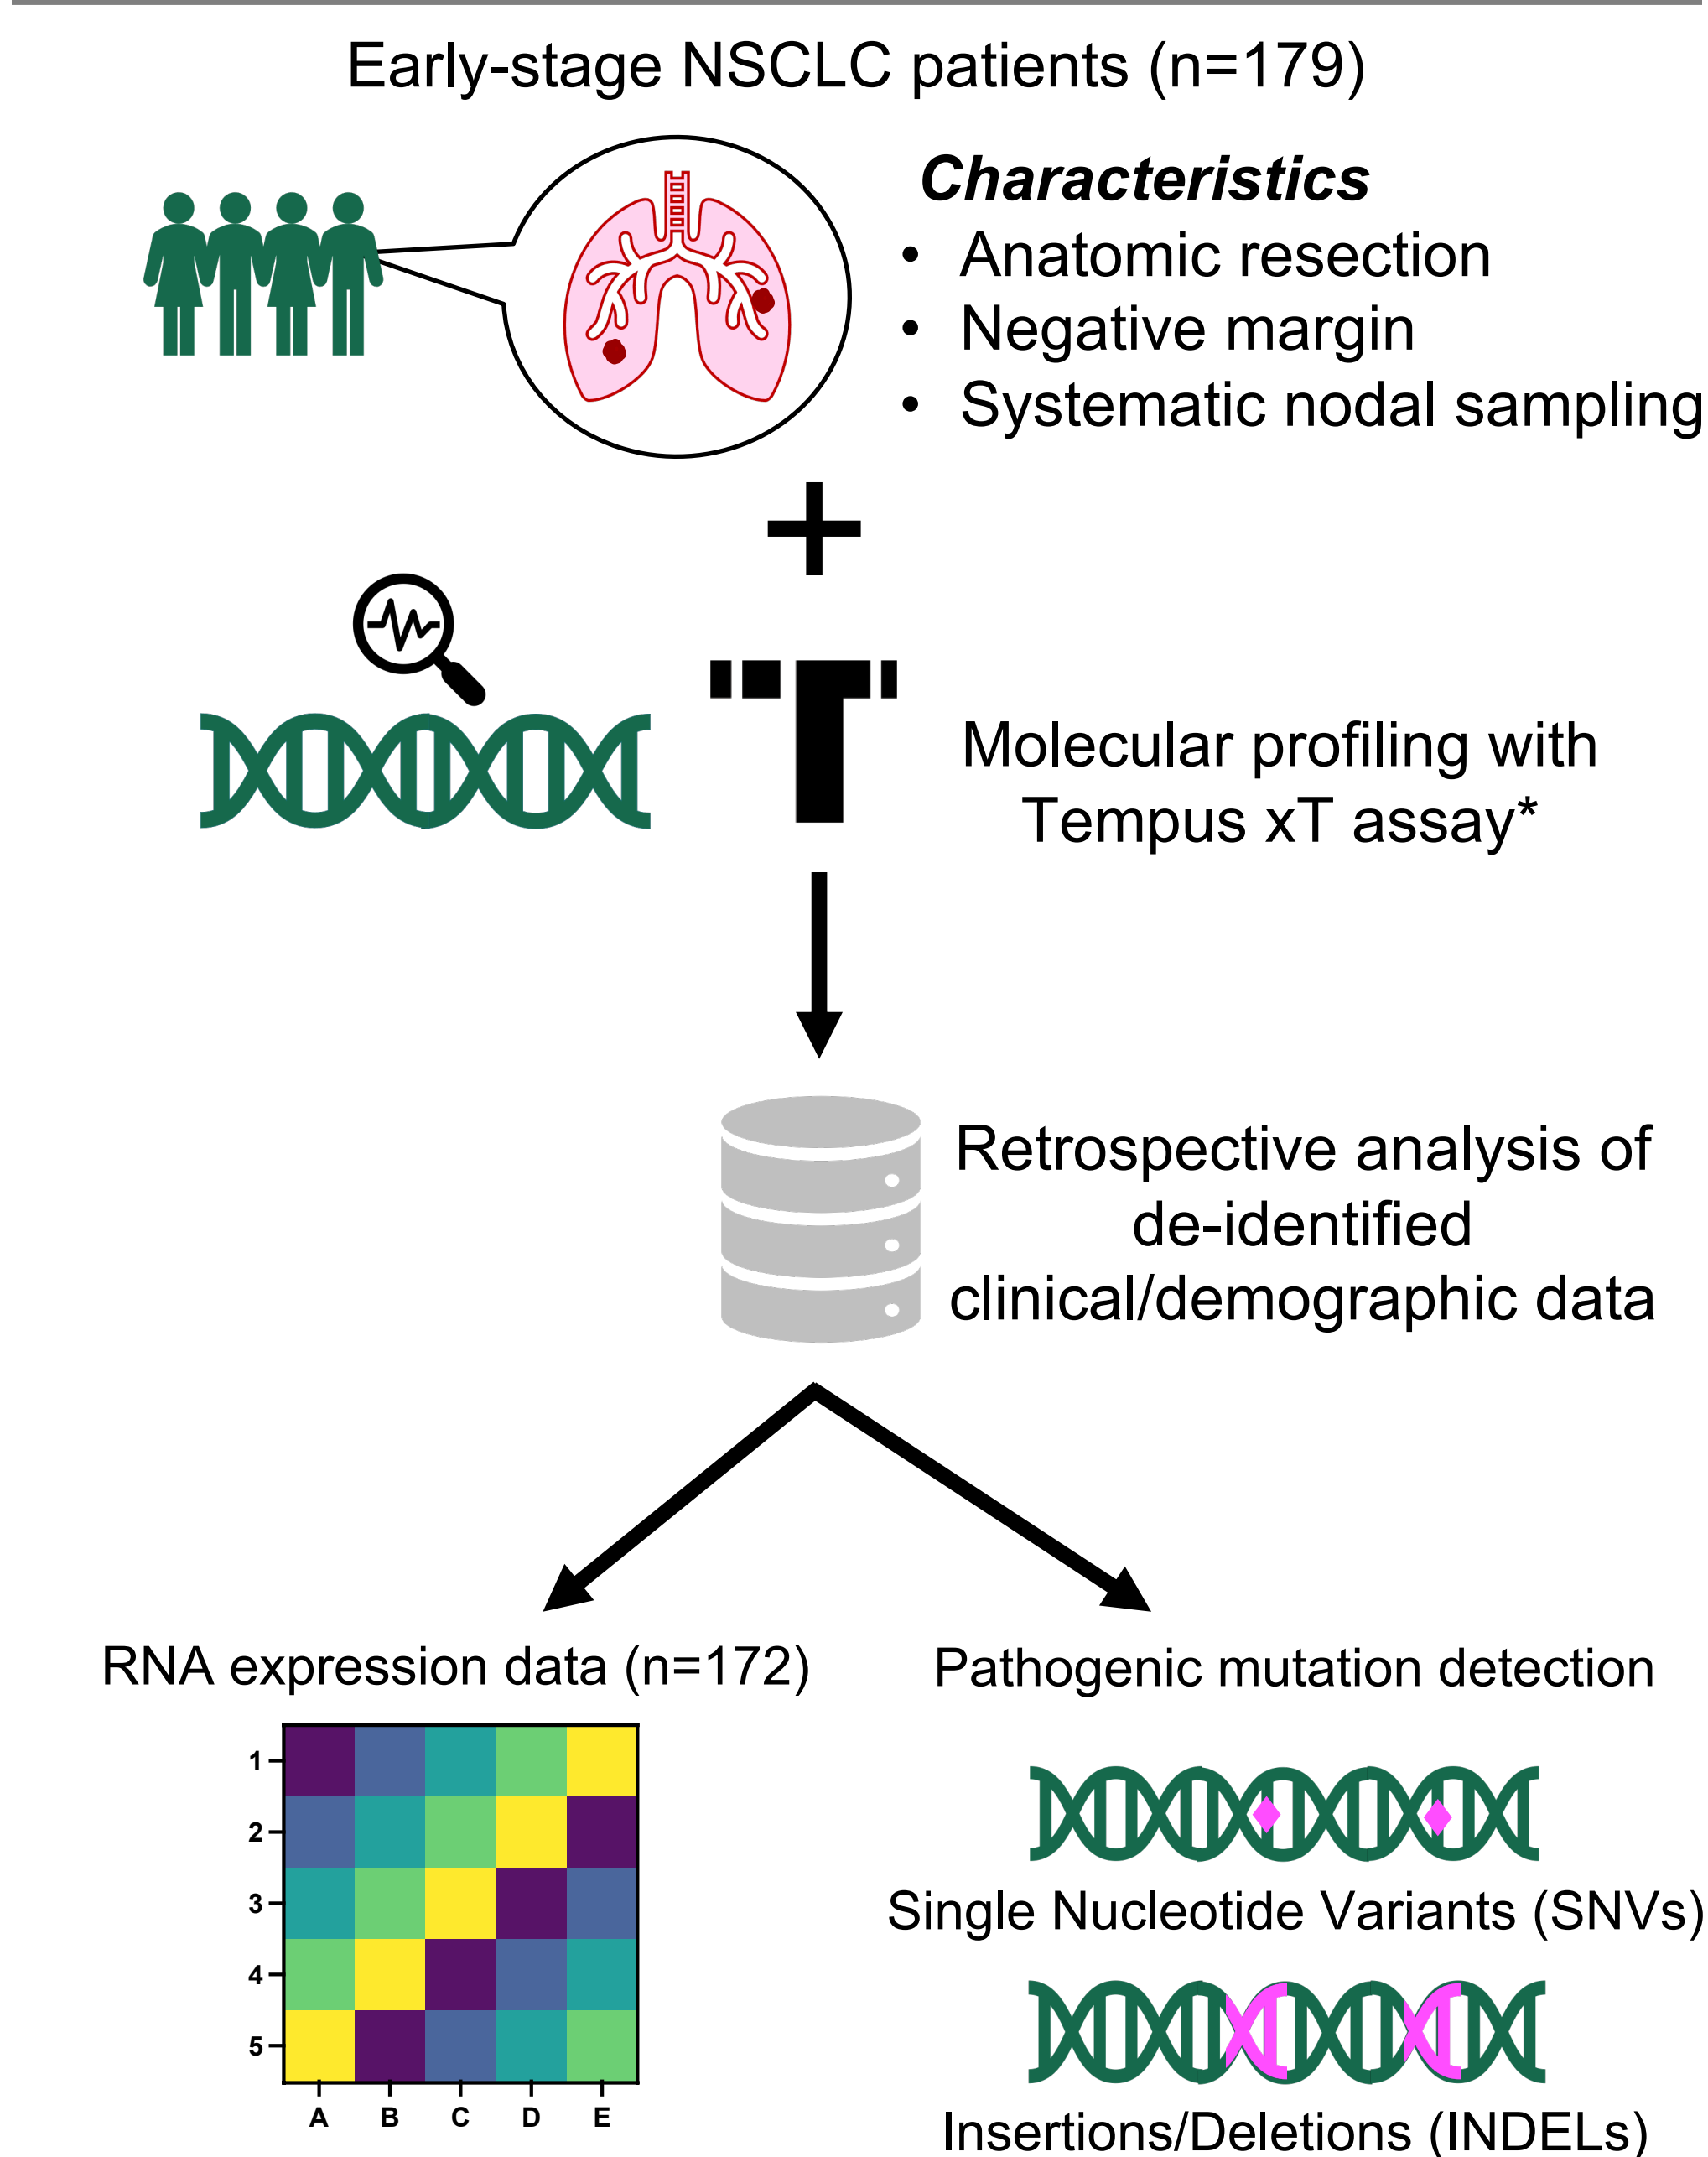 Early-stage NSCLC patients (n=179)
Characteristics
• Anatomic resection
• Negative margin
• Systematic nodal sampling
+
"T"
Molecular profiling with
Tempus xT assay*
Retrospective analysis of
de-identified
clinical/demographic data
RNA expression data (n=172)
1
2
3
4
5
A B C D E
Pathogenic mutation detection
Single Nucleotide Variants (SNVs)
Insertions/Deletions (INDELs)